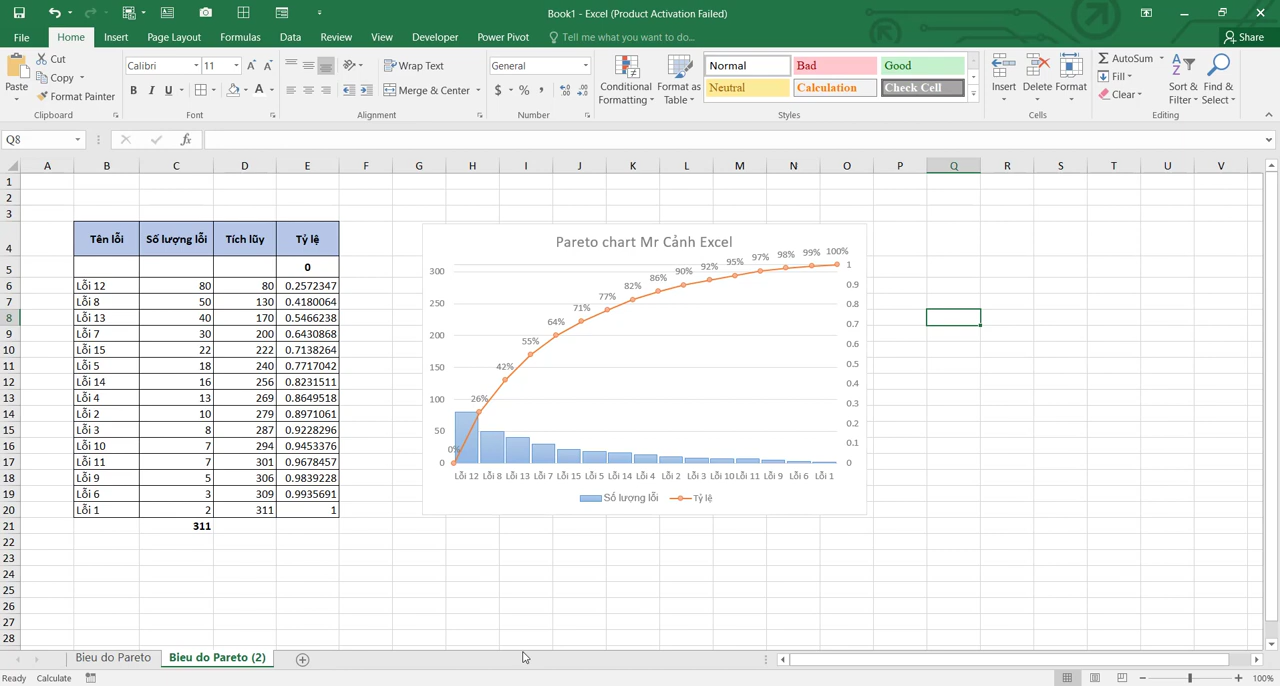 Book1 - Excel (Product Activation Failed)
File Home Insert Page Layout Formulas Data Review View Developer Power Pivot Tell me what you want to do... Share
Paste Cut Copy Format Painter Clipboard
Calibri 11 A A B I U A Font
Wrap Text Merge & Center Alignment
General $ % , Number
Conditional Formatting Format as Table Normal Bad Good Neutral Calculation Check Cell Styles
Insert Delete Format Cells
AutoSum Fill Clear Sort & Filter Find & Select Editing
Q8 fx
A B C D E F G H I J K L M N O P Q R S T U V
1
2
3
4 Tên lỗi Số lượng lỗi Tích lũy Tỷ lệ
5 0
6 Lỗi 12 80 80 0.2572347
7 Lỗi 8 50 130 0.4180064
8 Lỗi 13 40 170 0.5466238
9 Lỗi 7 30 200 0.6430868
10 Lỗi 15 22 222 0.7138264
11 Lỗi 5 18 240 0.7717042
12 Lỗi 14 16 256 0.8231511
13 Lỗi 4 13 269 0.8649518
14 Lỗi 2 10 279 0.8971061
15 Lỗi 3 8 287 0.9228296
16 Lỗi 10 7 294 0.9453376
17 Lỗi 11 7 301 0.9678457
18 Lỗi 9 5 306 0.9839228
19 Lỗi 6 3 309 0.9935691
20 Lỗi 1 2 311 1
21 311
22
23
24
25
26
27
28
Pareto chart Mr Cảnh Excel
300
250
200
150
100
50
0
0% 26% 42% 55% 64% 71% 77% 82% 86% 90% 92% 95% 97% 98% 99% 100%
1
0.9
0.8
0.7
0.6
0.5
0.4
0.3
0.2
0.1
0
Lỗi 12 Lỗi 8 Lỗi 13 Lỗi 7 Lỗi 15 Lỗi 5 Lỗi 14 Lỗi 4 Lỗi 2 Lỗi 3 Lỗi 10 Lỗi 11 Lỗi 9 Lỗi 6 Lỗi 1
Số lượng lỗi Tỷ lệ
Bieu do Pareto Bieu do Pareto (2)
Ready Calculate 100%